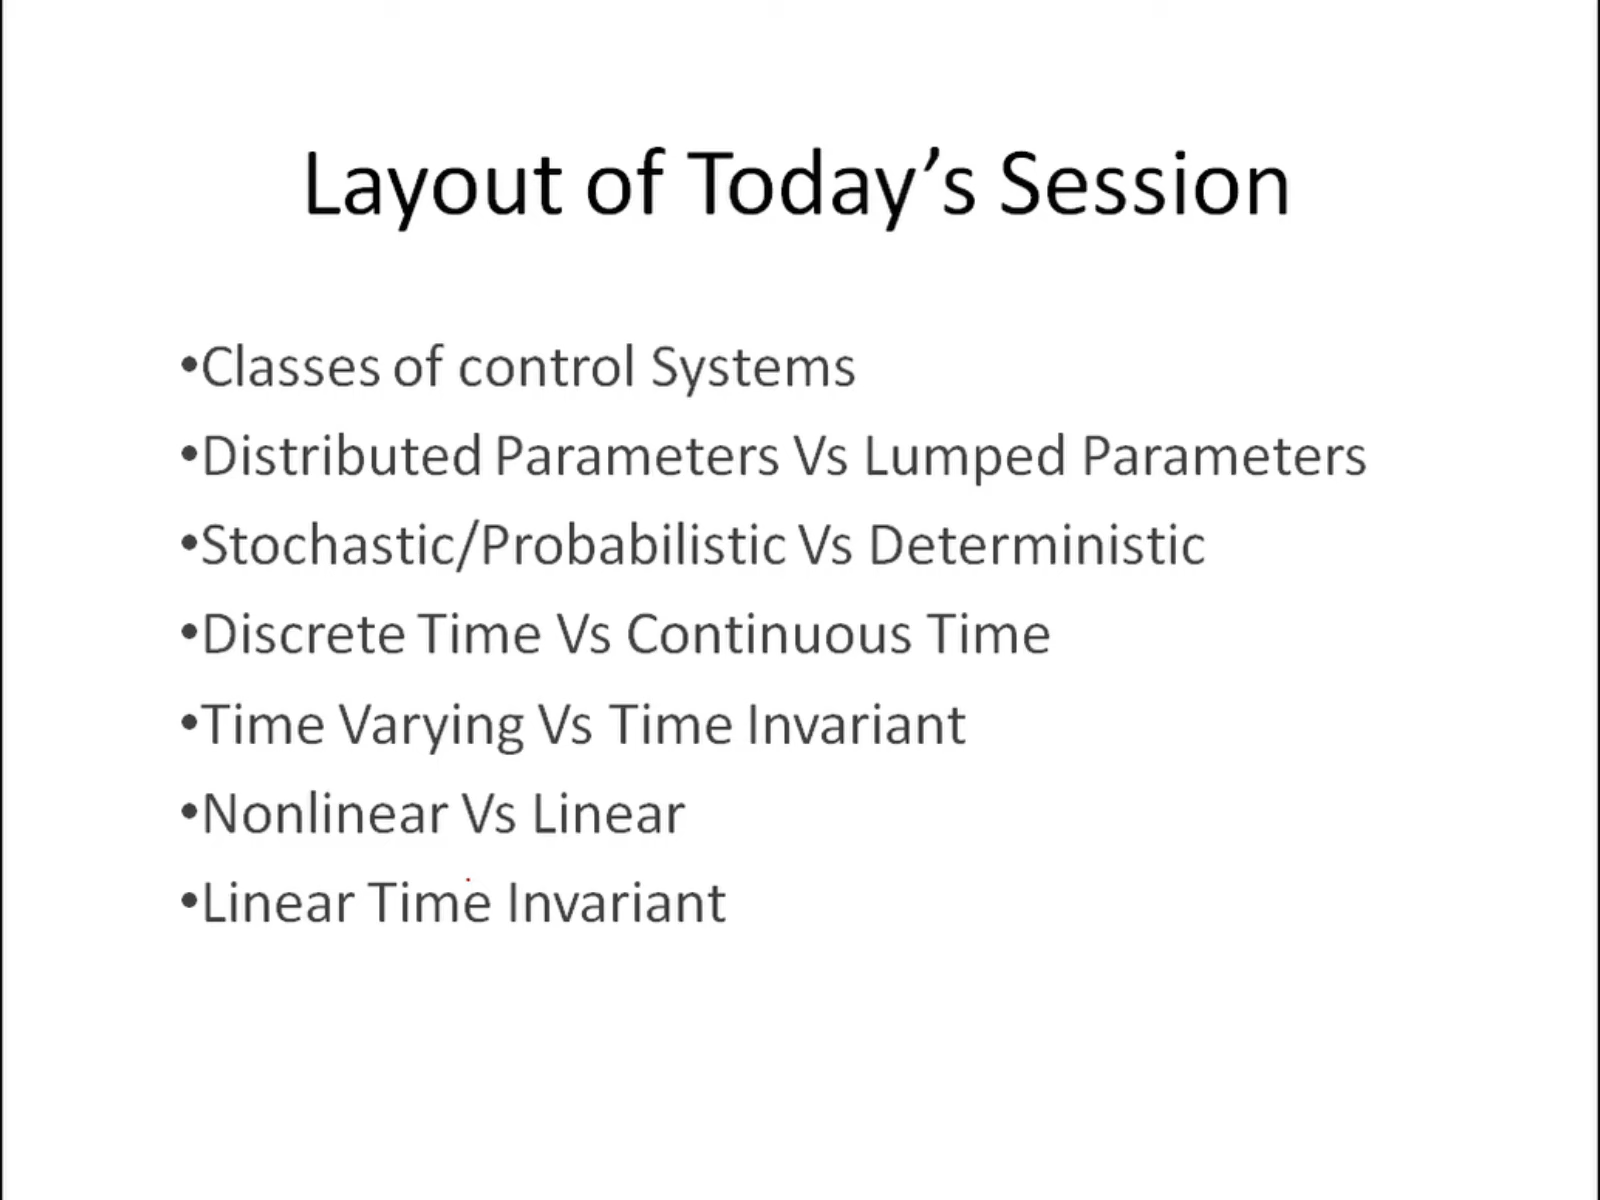 Layout of Today’s Session
•Classes of control Systems
•Distributed Parameters Vs Lumped Parameters
•Stochastic/Probabilistic Vs Deterministic
•Discrete Time Vs Continuous Time
•Time Varying Vs Time Invariant
•Nonlinear Vs Linear
•Linear Time Invariant